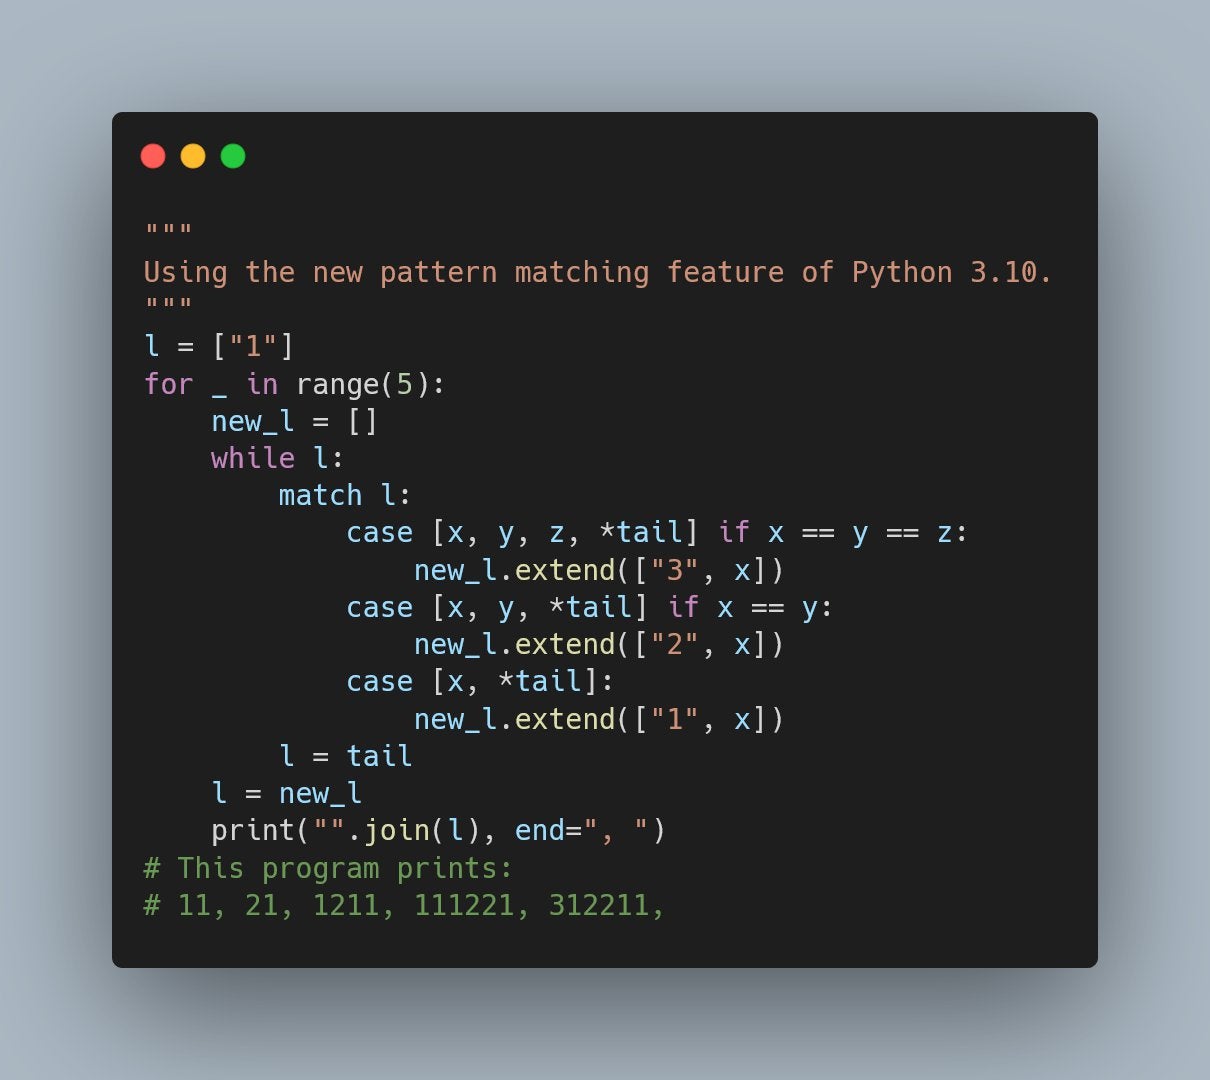 """
Using the new pattern matching feature of Python 3.10.
"""
l = ["1"]
for _ in range(5):
    new_l = []
    while l:
        match l:
            case [x, y, z, *tail] if x == y == z:
                new_l.extend(["3", x])
            case [x, y, *tail] if x == y:
                new_l.extend(["2", x])
            case [x, *tail]:
                new_l.extend(["1", x])
        l = tail
    l = new_l
    print("".join(l), end=", ")
# This program prints:
# 11, 21, 1211, 111221, 312211,